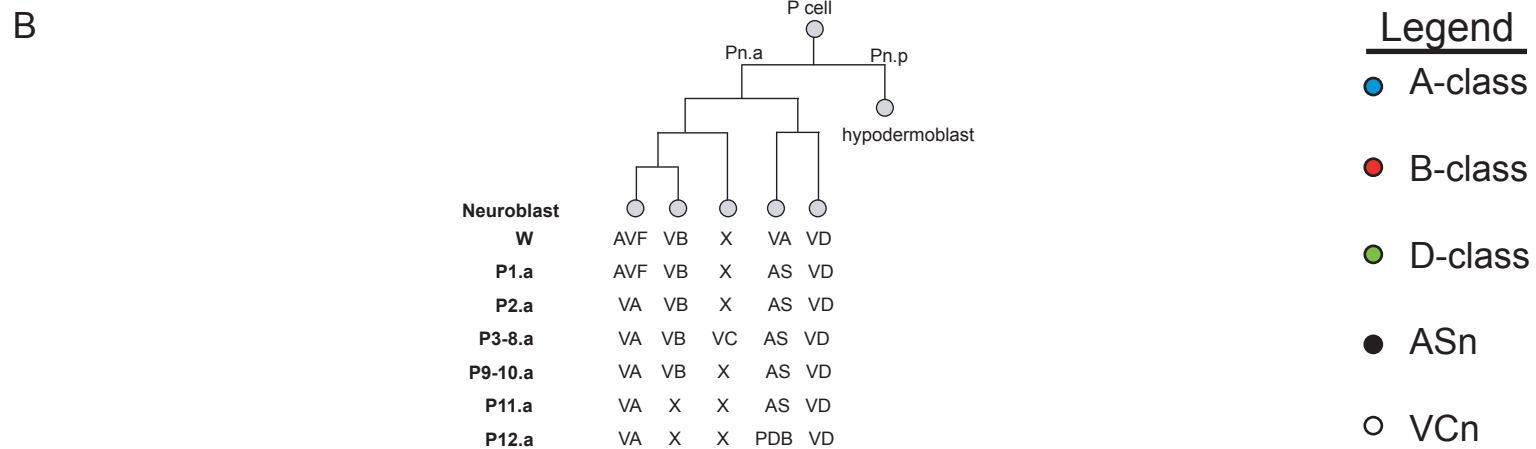 B
P cell
Pn.a
Pn.p
hypodermoblast
Neuroblast
W AVF VB X VA VD
P1.a AVF VB X AS VD
P2.a VA VB X AS VD
P3-8.a VA VB VC AS VD
P9-10.a VA VB X AS VD
P11.a VA X X AS VD
P12.a VA X X PDB VD
Legend
A-class
B-class
D-class
ASn
VCn